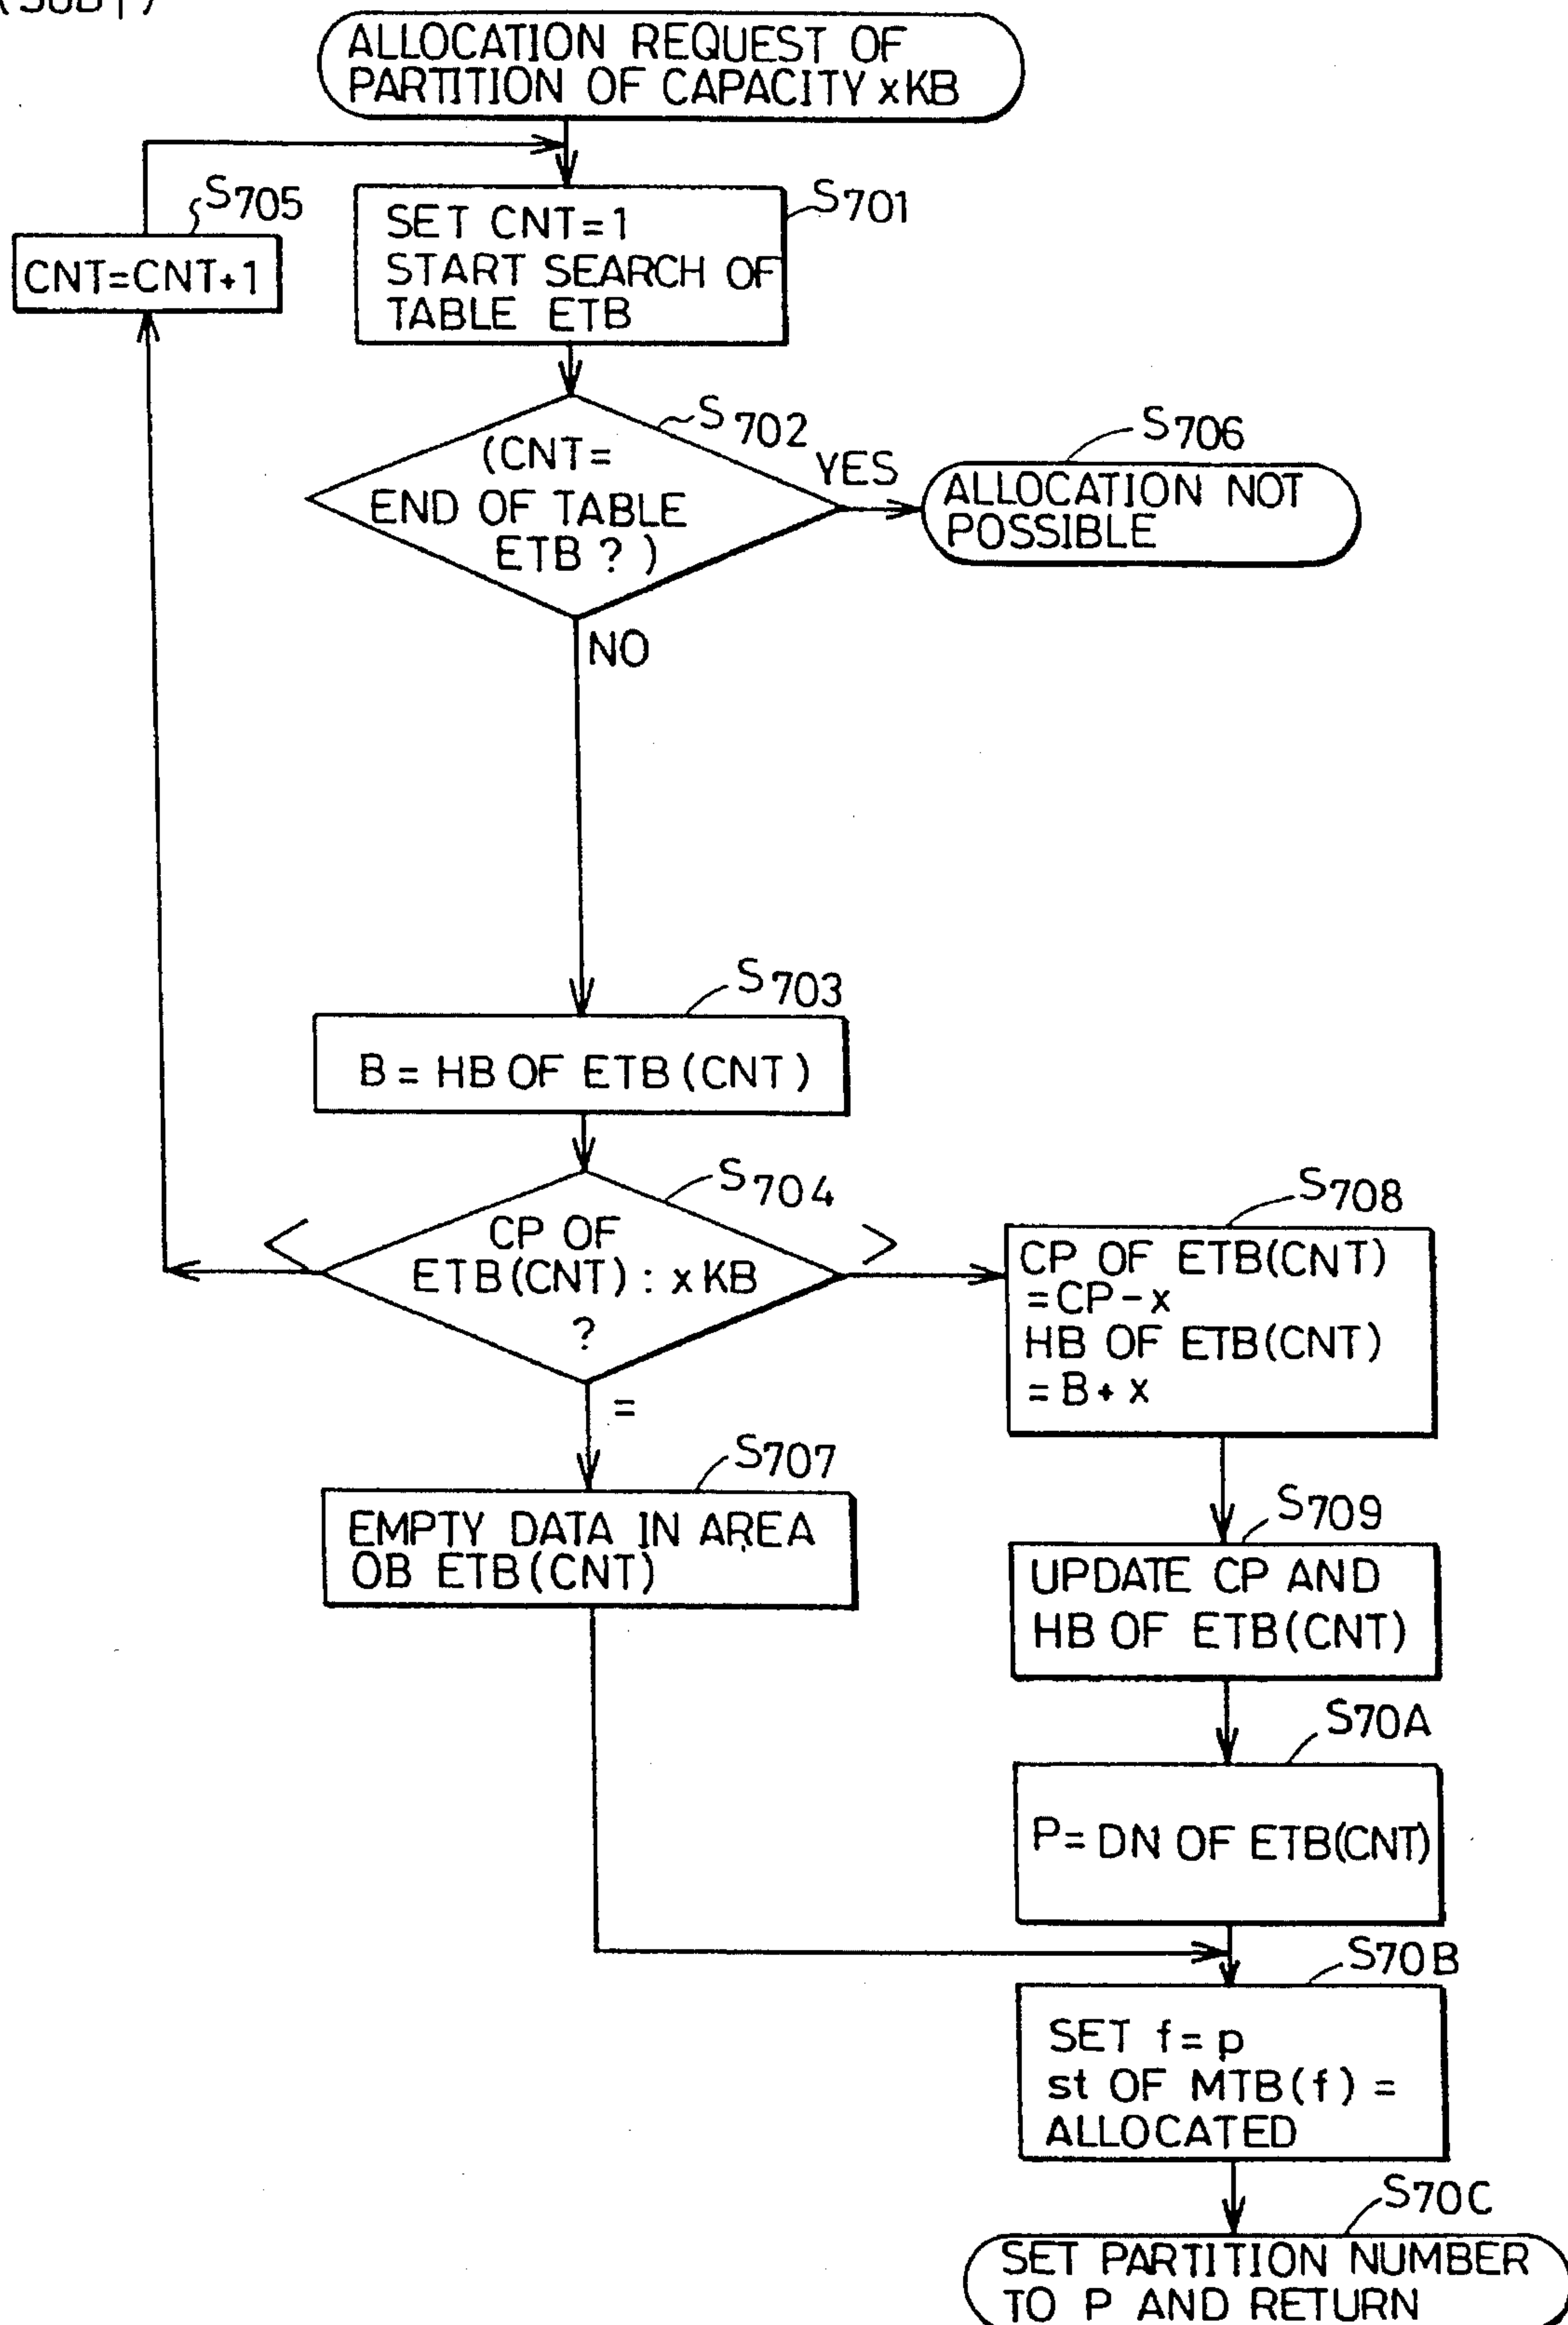 ALLOCATION REQUEST OF
PARTITION OF CAPACITY xKB
S705
CNT=CNT+1
S701
SET CNT=1
START SEARCH OF
TABLE ETB
S702
(CNT=
END OF TABLE
ETB ? )
YES
S706
ALLOCATION NOT
POSSIBLE
NO
S703
B = HB OF ETB (CNT )
S704
CP OF
ETB(CNT) : xKB
?
<
>
=
S708
CP OF ETB(CNT)
=CP-x
HB OF ETB(CNT)
=B+x
S707
EMPTY DATA IN AREA
OB ETB(CNT)
S709
UPDATE CP AND
HB OF ETB(CNT)
S70A
P=DN OF ETB(CNT)
S70B
SET f=p
st OF MTB(f) =
ALLOCATED
S70C
SET PARTITION NUMBER
TO P AND RETURN